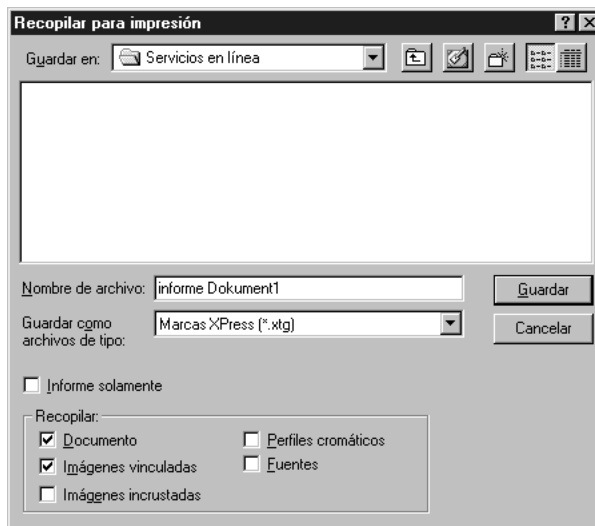 Recopilar para impresión
Guardar en: Servicios en línea
Nombre de archivo: informe Dokument1 Guardar
Guardar como archivos de tipo: Marcas XPress (*.xtg) Cancelar
Informe solamente
Recopilar:
Documento Perfiles cromáticos
Imágenes vinculadas Fuentes
Imágenes incrustadas